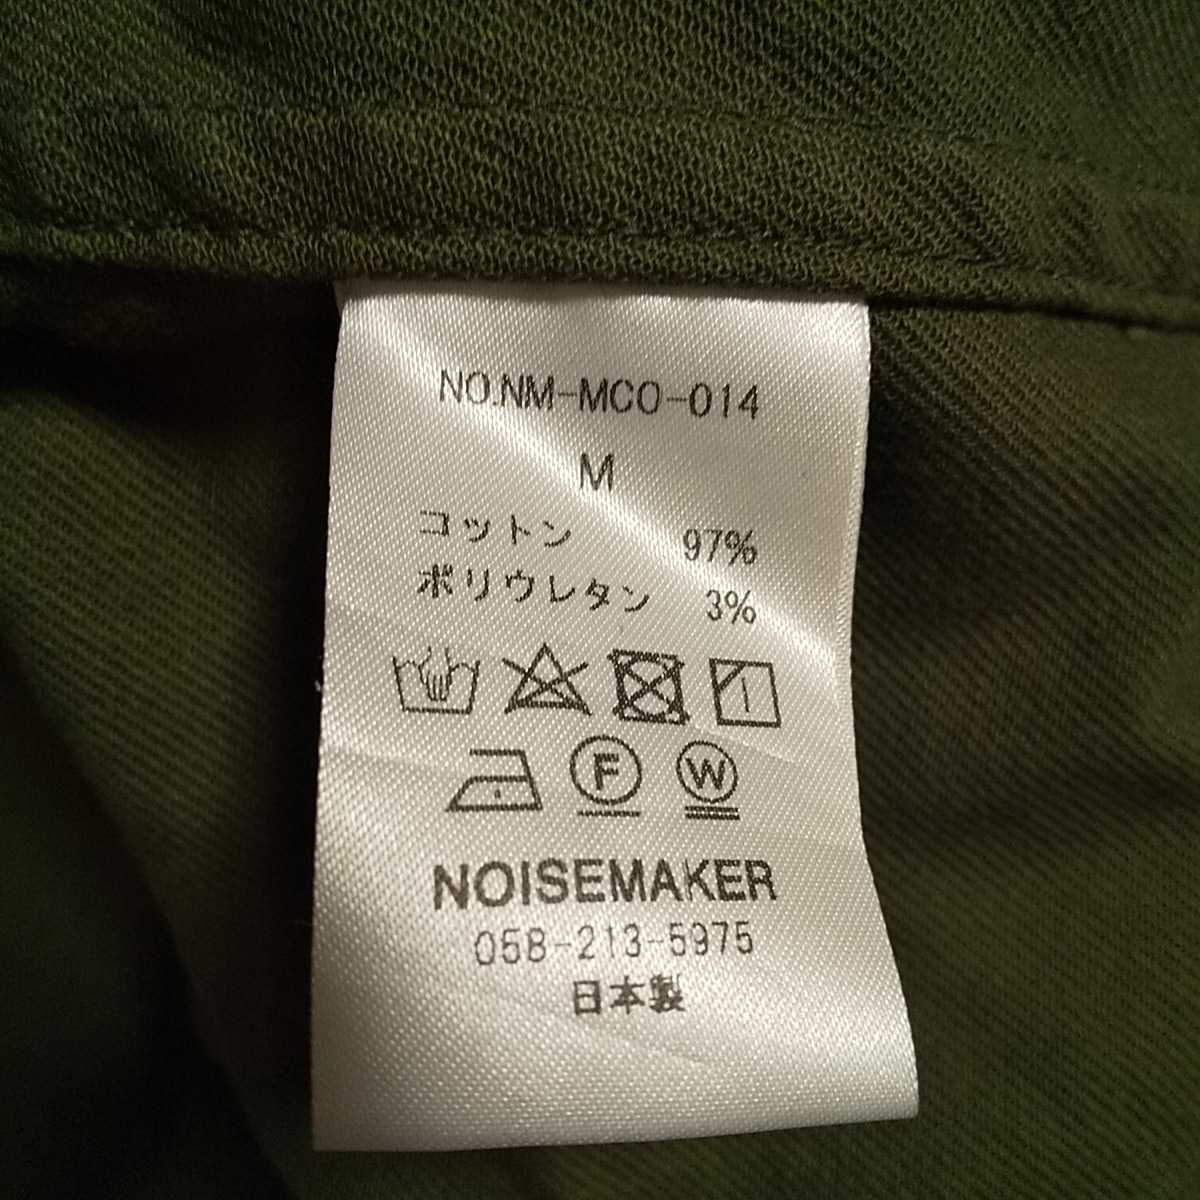 NO.NM-MCO-014
M
コットン 97%
ポリウレタン 3%
F W
NOISEMAKER
058-213-5975
日本製